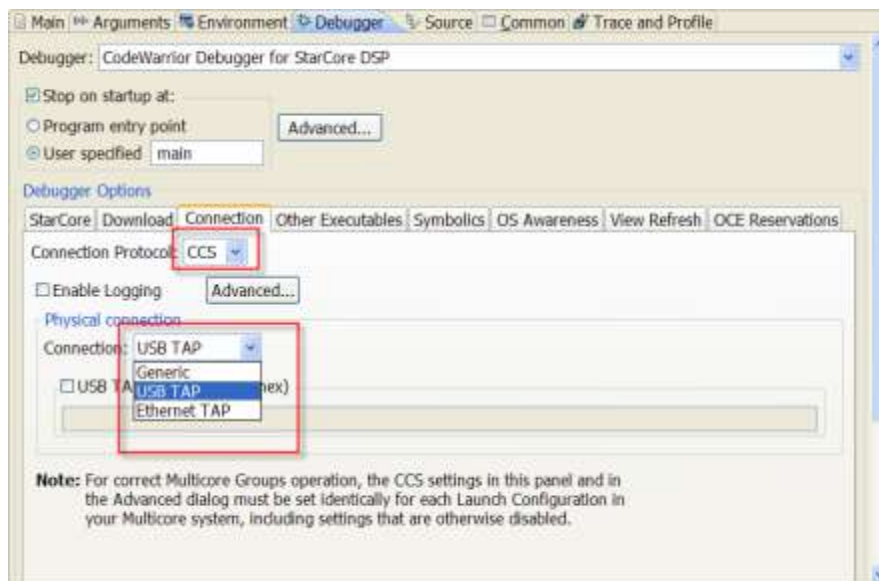 Main Arguments Environment Debugger Source Common Trace and Profile
Debugger: CodeWarrior Debugger for StarCore DSP
Stop on startup at:
Program entry point
Advanced...
User specified main
Debugger Options
StarCore Download Connection Other Executables Symbolics OS Awareness View Refresh OCE Reservations
Connection Protocol: CCS
Enable Logging Advanced...
Physical connection
Connection: USB TAP
Generic
USB TA USB TAP hex)
Ethernet TAP
Note: For correct Multicore Groups operation, the CCS settings in this panel and in
the Advanced dialog must be set identically for each Launch Configuration in
your Multicore system, including settings that are otherwise disabled.